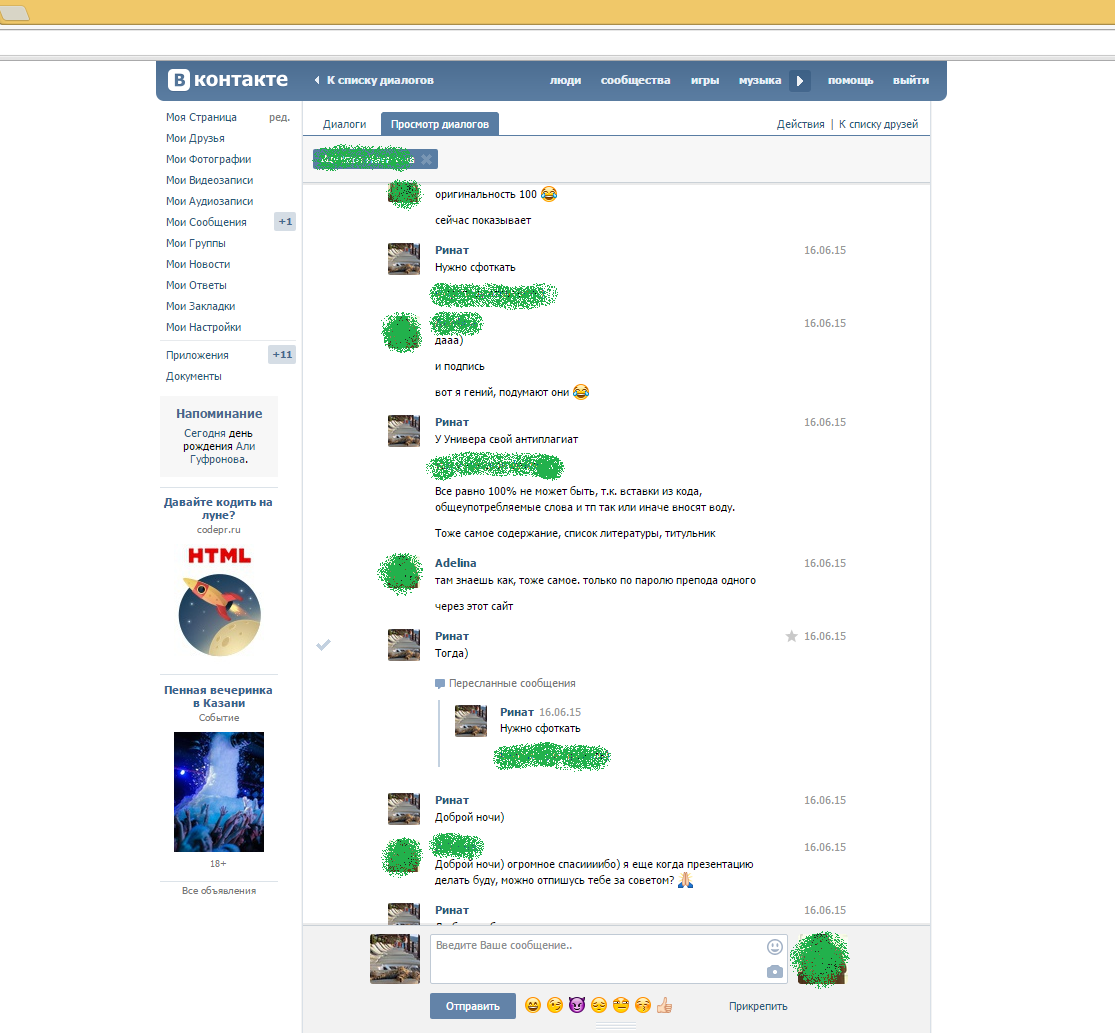 В контакте
К списку диалогов
люди
сообщества
игры
музыка
помощь
выйти
Моя Страница
ред.
Мои Друзья
Мои Фотографии
Мои Видеозаписи
Мои Аудиозаписи
Мои Сообщения
+1
Мои Группы
Мои Новости
Мои Ответы
Мои Закладки
Мои Настройки
Приложения
+11
Документы
Напоминание
Сегодня день
рождения Али
Гуфронова.
Давайте кодить на
луне?
codepr.ru
HTML
Пенная вечеринка
в Казани
Событие
18+
Все объявления
Диалоги
Просмотр диалогов
Действия | К списку друзей
оригинальность 100 😂
сейчас показывает
Ринат
16.06.15
Нужно сфоткать
16.06.15
дааа)
и подпись
вот я гений, подумают они 😂
Ринат
16.06.15
У Универа свой антиплагиат
Все равно 100% не может быть, т.к. вставки из кода,
общеупотребляемые слова и тп так или иначе вносят воду.
Тоже самое содержание, список литературы, титульник
Adelina
16.06.15
там знаешь как, тоже самое. только по паролю препода одного
через этот сайт
Ринат
16.06.15
Тогда)
Пересланные сообщения
Ринат 16.06.15
Нужно сфоткать
Ринат
16.06.15
Доброй ночи)
16.06.15
Доброй ночи) огромное спасиииибо) я еще когда презентацию
делать буду, можно отпишусь тебе за советом? 🙏
Ринат
16.06.15
Введите Ваше сообщение..
Отправить
Прикрепить